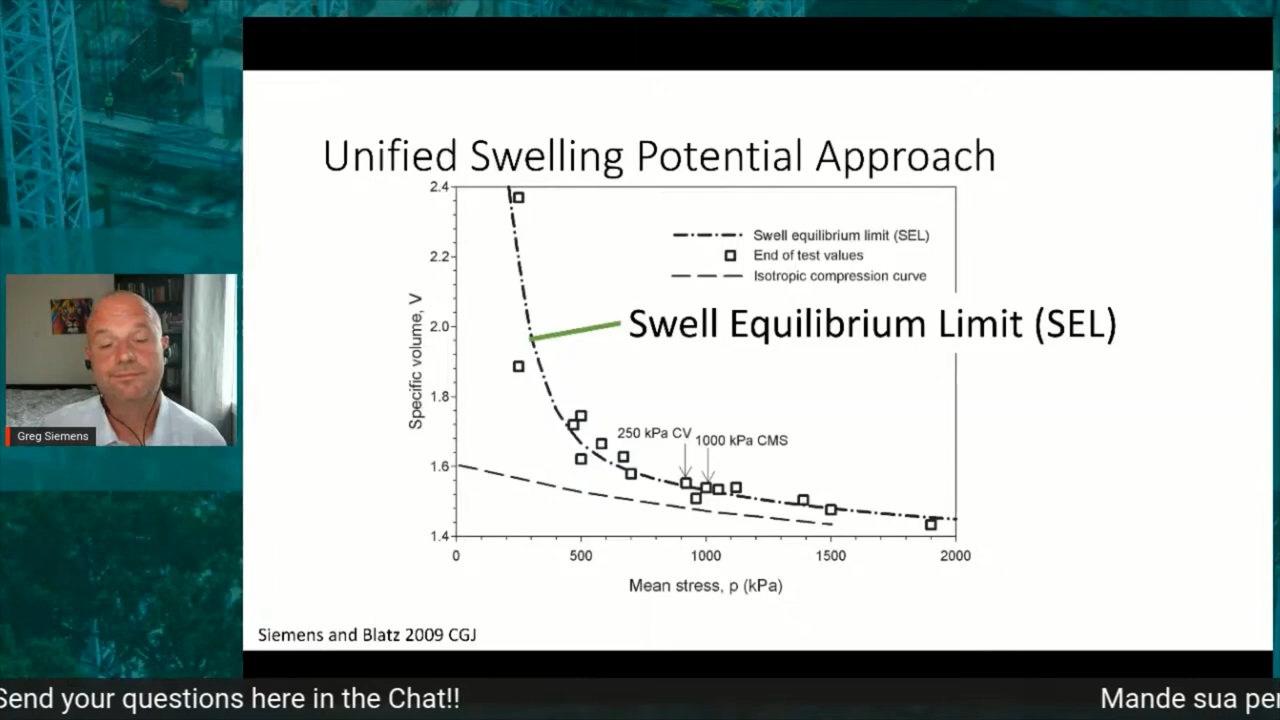 Unified Swelling Potential Approach
2.4
2.2
2.0
1.8
1.6
1.4
Specific volume, V
Swell equilibrium limit (SEL)
End of test values
Isotropic compression curve
Swell Equilibrium Limit (SEL)
250 kPa CV
1000 kPa CMS
0
500
1000
1500
2000
Mean stress, p (kPa)
Greg Siemens
Siemens and Blatz 2009 CGJ
Send your questions here in the Chat!!
Mande sua per